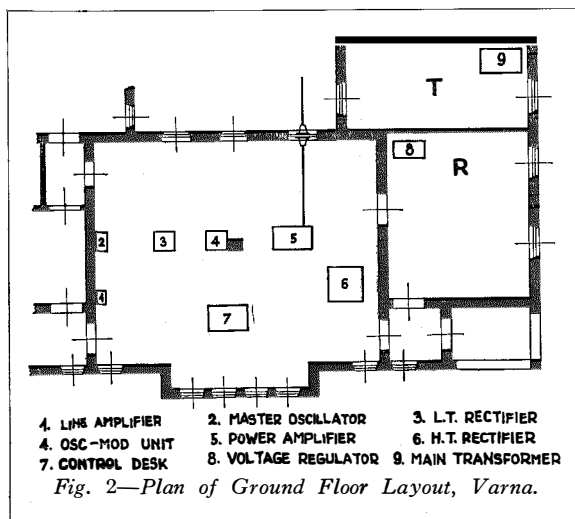 9
T
8
R
2 3 4 5
6
1
7
1. LINE AMPLIFIER 2. MASTER OSCILLATOR 3. L.T. RECTIFIER
4. OSC-MOD UNIT 5. POWER AMPLIFIER 6. H.T. RECTIFIER
7. CONTROL DESK 8. VOLTAGE REGULATOR 9. MAIN TRANSFORMER
Fig. 2—Plan of Ground Floor Layout, Varna.